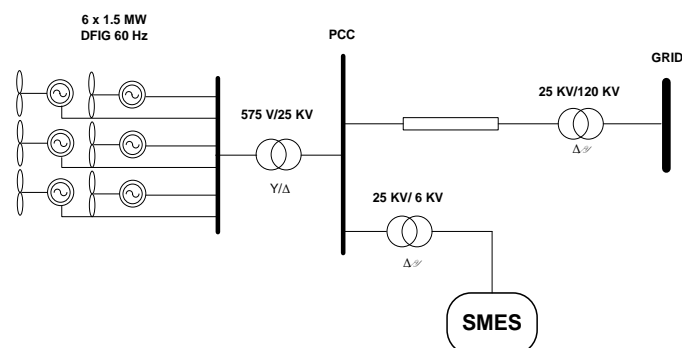 6 x 1.5 MW
DFIG 60 Hz
PCC
GRID
575 V/25 KV
25 KV/120 KV
Y/Δ
Δ/Y
25 KV/ 6 KV
Δ/Y
SMES